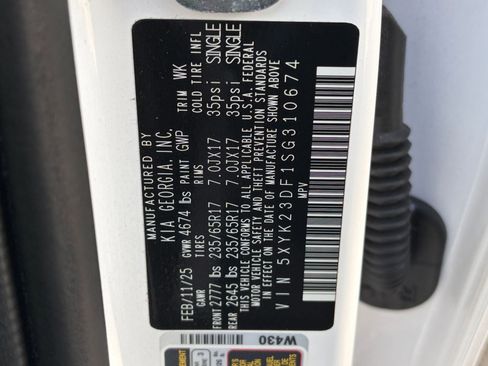 MANUFACTURED BY
KIA GEORGIA, INC.
FEB/11/25 GVWR 4674 lbs PAINT GWP TRIM WK
GAWR TIRES RIMS COLD TIRE INFL
FRONT 2777 lbs 235/65R17 7.0JX17 35psi SINGLE
REAR 2645 lbs 235/65R17 7.0JX17 35psi SINGLE
THIS VEHICLE CONFORMS TO ALL APPLICABLE U.S.A. FEDERAL
MOTOR VEHICLE SAFETY AND THEFT PREVENTION STANDARDS
IN EFFECT ON THE DATE OF MANUFACTURE SHOWN ABOVE
VIN 5XYK23DF1SG310674
MPV
W430